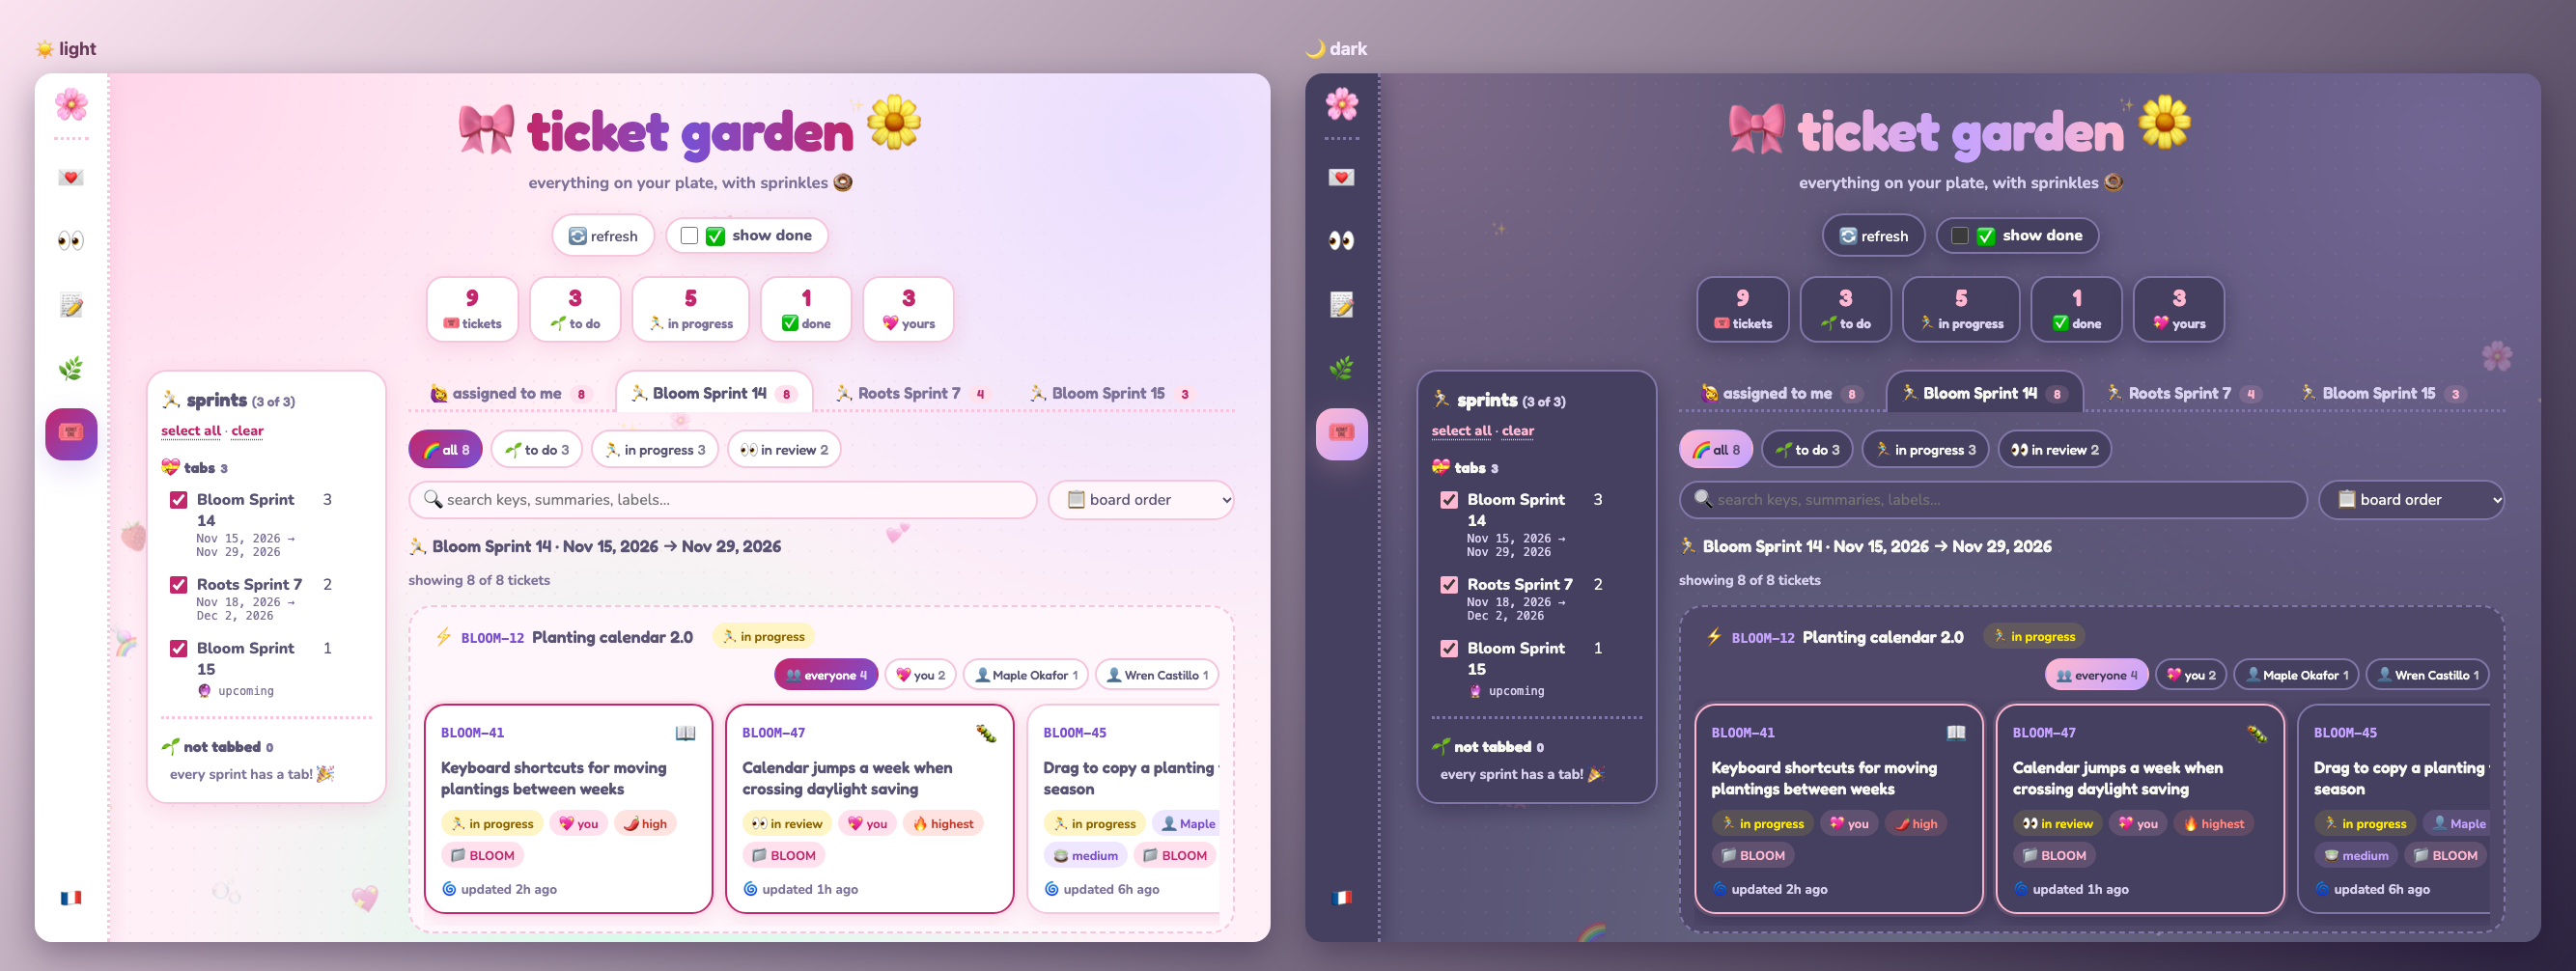 light
ticket garden
everything on your plate, with sprinkles
refresh
show done
9
tickets
3
to do
5
in progress
1
done
3
yours
sprints (3 of 3)
select all · clear
tabs 3
Bloom Sprint 14
3
Nov 15, 2026 →
Nov 29, 2026
Roots Sprint 7
2
Nov 18, 2026 →
Dec 2, 2026
Bloom Sprint 15
1
upcoming
not tabbed 0
every sprint has a tab!
assigned to me 8
Bloom Sprint 14 8
Roots Sprint 7 4
Bloom Sprint 15 3
all 8
to do 3
in progress 3
in review 2
search keys, summaries, labels...
board order
Bloom Sprint 14 · Nov 15, 2026 → Nov 29, 2026
showing 8 of 8 tickets
BLOOM-12 Planting calendar 2.0 in progress
everyone 4
you 2
Maple Okafor 1
Wren Castillo 1
BLOOM-41
Keyboard shortcuts for moving
plantings between weeks
in progress
you
high
BLOOM
updated 2h ago
BLOOM-47
Calendar jumps a week when
crossing daylight saving
in review
you
highest
BLOOM
updated 1h ago
BLOOM-45
Drag to copy a planting
season
in progress
Maple
medium
BLOOM
updated 6h ago
dark
ticket garden
everything on your plate, with sprinkles
refresh
show done
9
tickets
3
to do
5
in progress
1
done
3
yours
sprints (3 of 3)
select all · clear
tabs 3
Bloom Sprint 14
3
Nov 15, 2026 →
Nov 29, 2026
Roots Sprint 7
2
Nov 18, 2026 →
Dec 2, 2026
Bloom Sprint 15
1
upcoming
not tabbed 0
every sprint has a tab!
assigned to me 8
Bloom Sprint 14 8
Roots Sprint 7 4
Bloom Sprint 15 3
all 8
to do 3
in progress 3
in review 2
search keys, summaries, labels...
board order
Bloom Sprint 14 · Nov 15, 2026 → Nov 29, 2026
showing 8 of 8 tickets
BLOOM-12 Planting calendar 2.0 in progress
everyone 4
you 2
Maple Okafor 1
Wren Castillo 1
BLOOM-41
Keyboard shortcuts for moving
plantings between weeks
in progress
you
high
BLOOM
updated 2h ago
BLOOM-47
Calendar jumps a week when
crossing daylight saving
in review
you
highest
BLOOM
updated 1h ago
BLOOM-45
Drag to copy a planting
season
in progress
Maple
medium
BLOOM
updated 6h ago